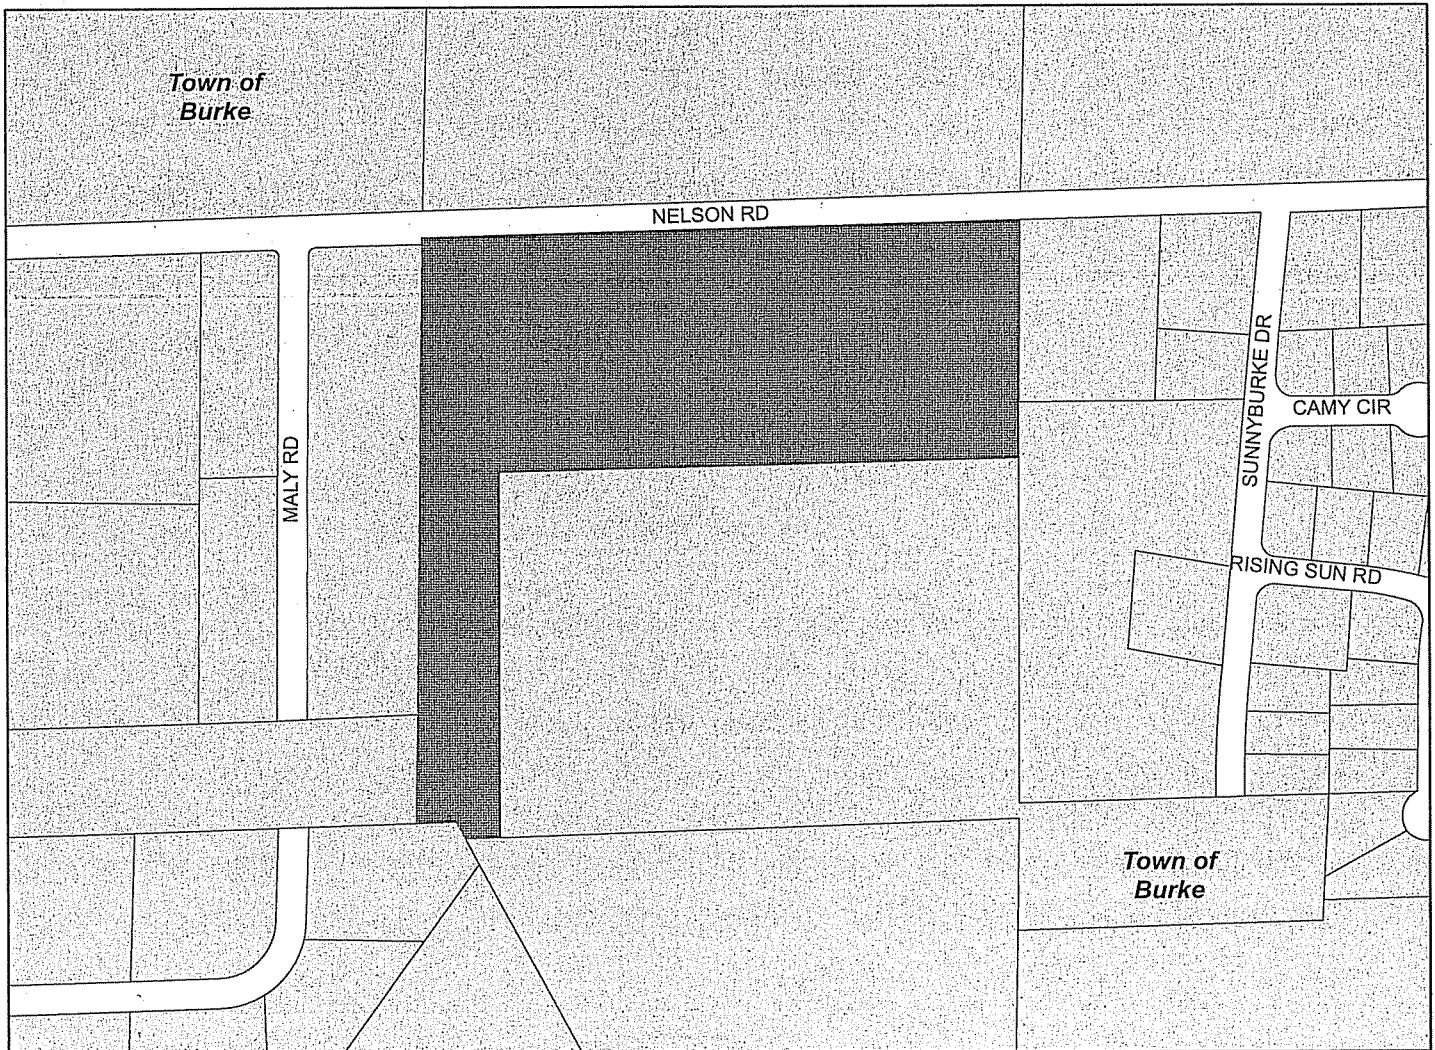 Town of
Burke
NELSON RD
MALY RD
SUNNYBURKE DR
CAMY CIR
RISING SUN RD
Town of
Burke